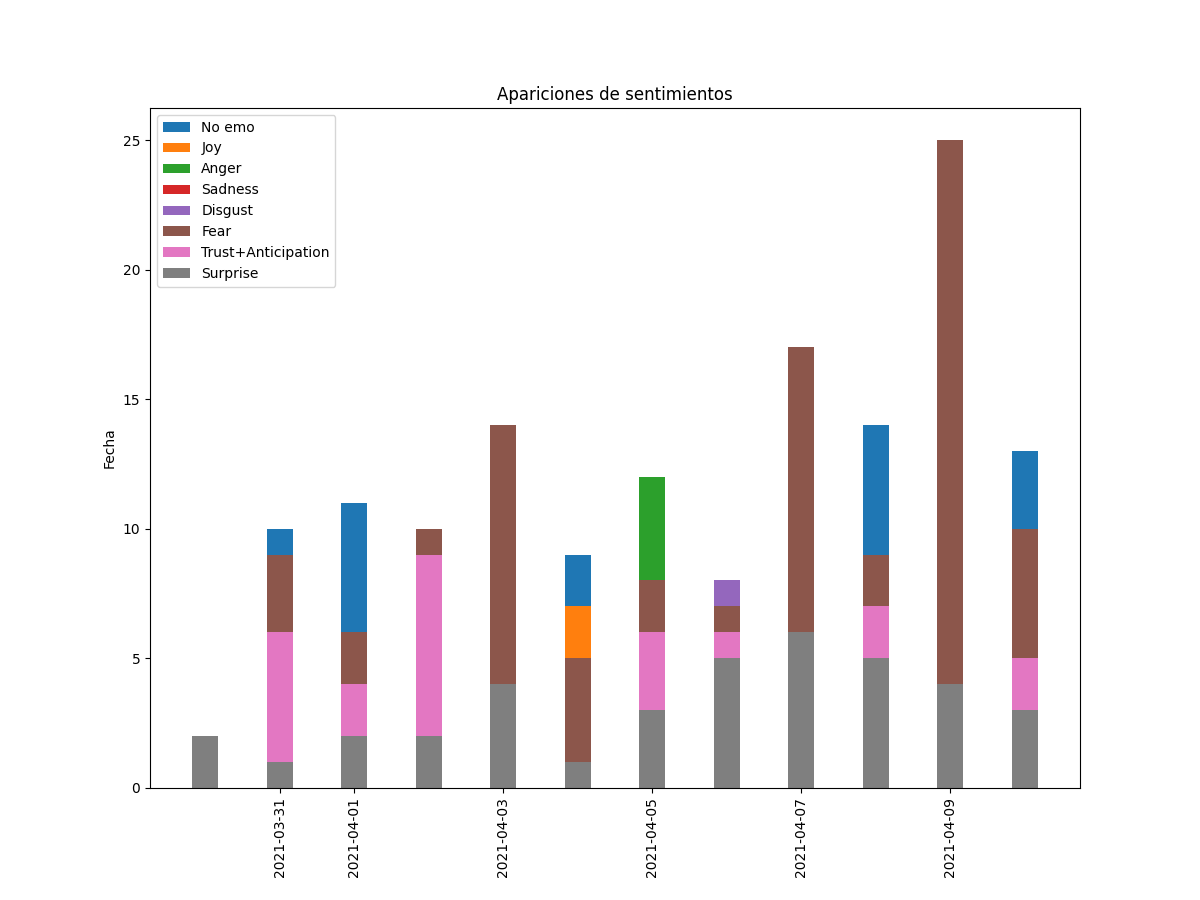 Apariciones de sentimientos
No emo
Joy
Anger
Sadness
Disgust
Fear
Trust+Anticipation
Surprise
Fecha
25
20
15
10
5
0
2021-03-31
2021-04-01
2021-04-03
2021-04-05
2021-04-07
2021-04-09